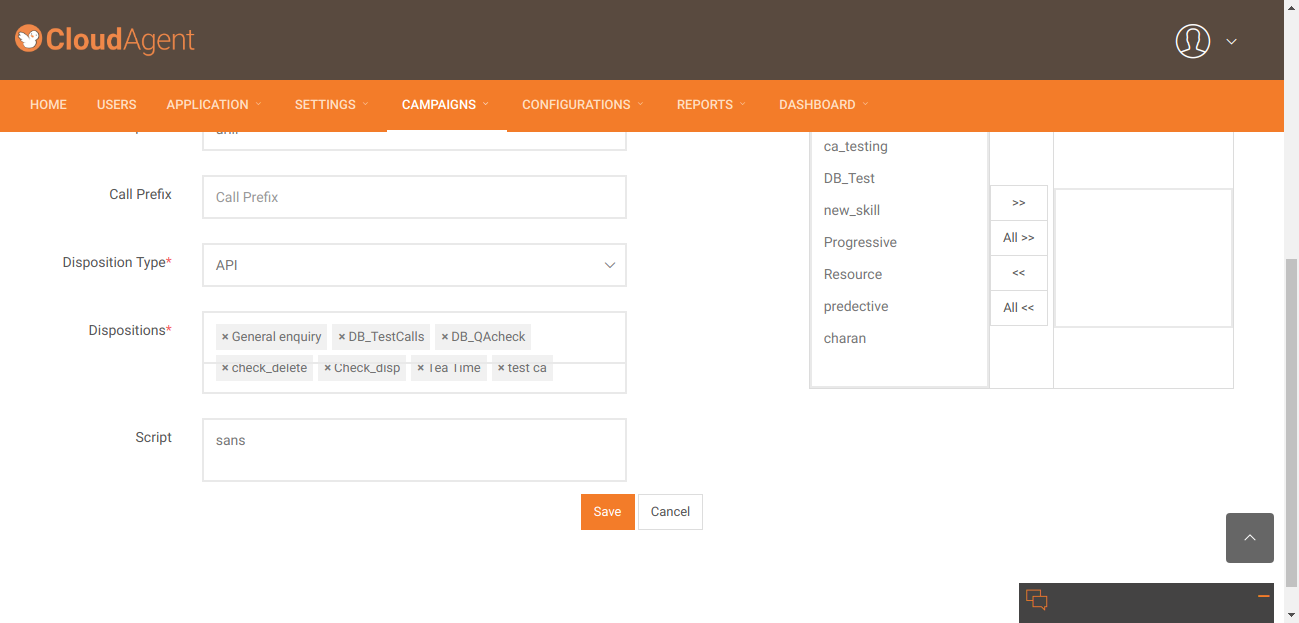 CloudAgent
HOME USERS APPLICATION SETTINGS CAMPAIGNS CONFIGURATIONS REPORTS DASHBOARD
Call Prefix
Call Prefix
Disposition Type*
API
Dispositions*
× General enquiry × DB_TestCalls × DB_QAcheck
× check_delete × Check_disp × Tea Time × test ca
Script
sans
Save Cancel
ca_testing
DB_Test
new_skill
Progressive
Resource
predective
charan
>>
All >>
<<
All <<